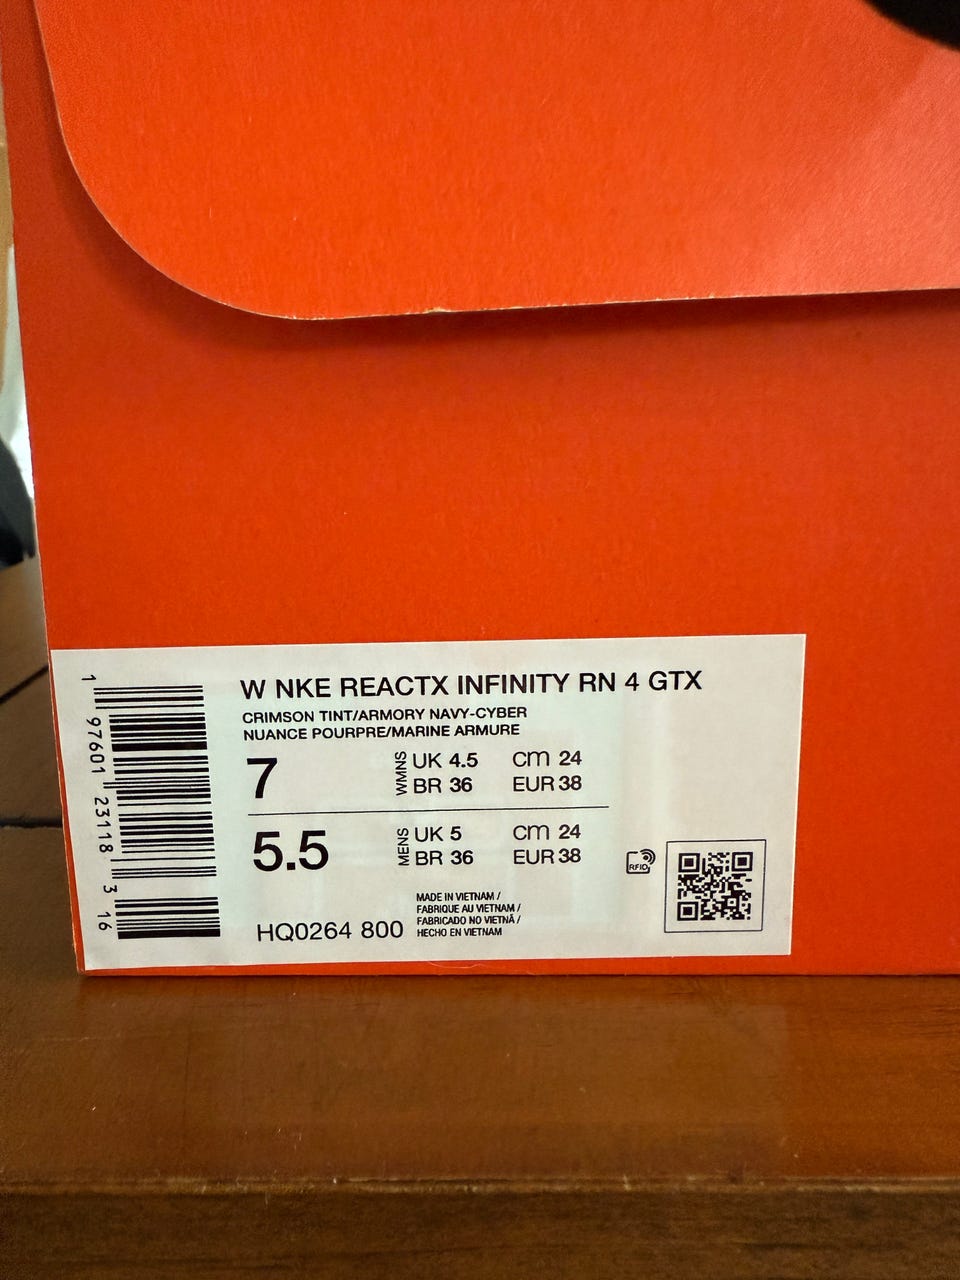 W NKE REACTX INFINITY RN 4 GTX
CRIMSON TINT/ARMORY NAVY-CYBER
NUANCE POURPRE/MARINE ARMURE
7 WMNS UK 4.5 cm 24
BR 36 EUR 38
5.5 MENS UK 5 cm 24
BR 36 EUR 38
RFID
MADE IN VIETNAM /
FABRIQUE AU VIETNAM /
FABRICADO NO VIETNÃ /
HECHO EN VIETNAM
HQ0264 800
1 97601 23118 3 16